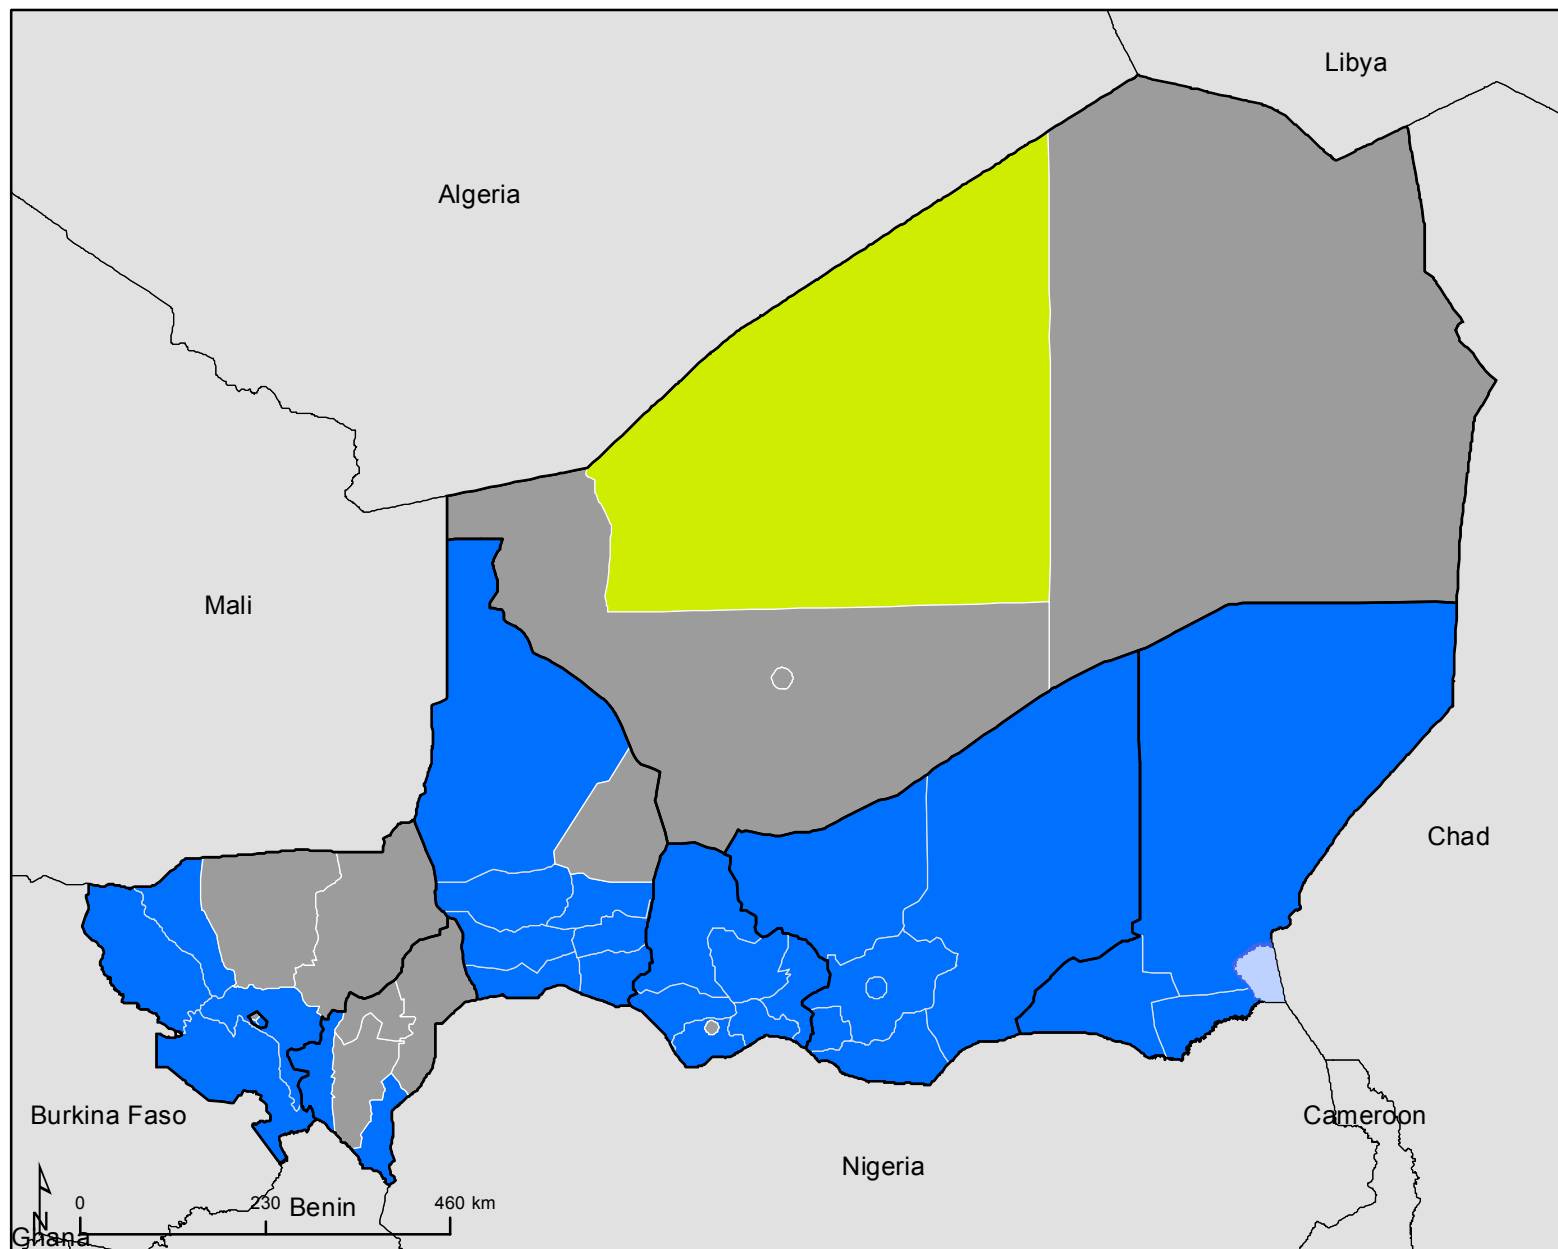 Libya
Algeria
Mali
Chad
Burkina Faso
Cameroon
Nigeria
0
230
460 km
Benin
N
Ghana